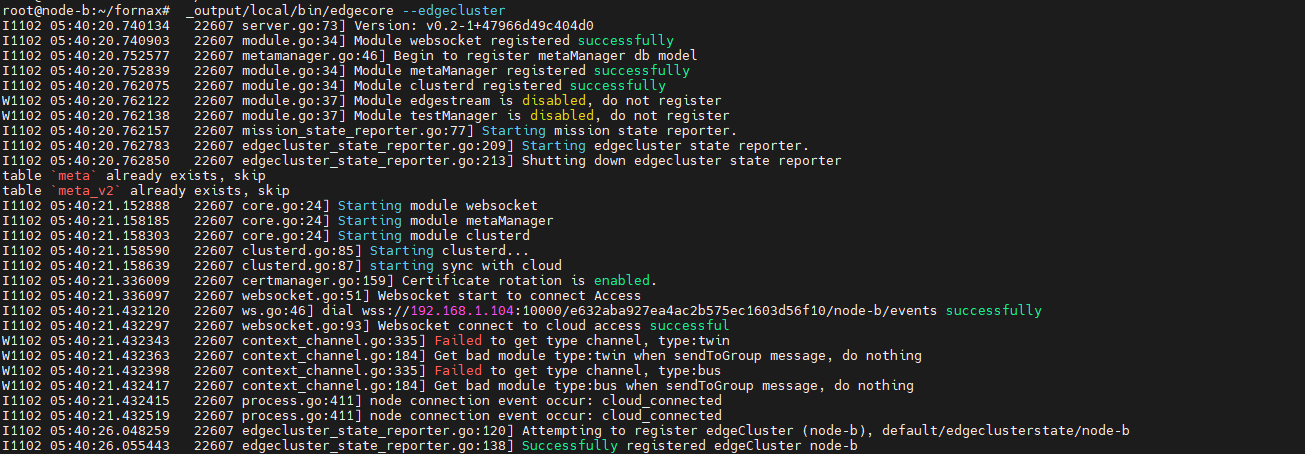 root@node-b:~/fornax#  _output/local/bin/edgecore --edgecluster
I1102 05:40:20.740134   22607 server.go:73] Version: v0.2-1+47966d49c404d0
I1102 05:40:20.740903   22607 module.go:34] Module websocket registered successfully
I1102 05:40:20.752577   22607 metamanager.go:46] Begin to register metaManager db model
I1102 05:40:20.752839   22607 module.go:34] Module metaManager registered successfully
I1102 05:40:20.762075   22607 module.go:34] Module clusterd registered successfully
W1102 05:40:20.762122   22607 module.go:37] Module edgestream is disabled, do not register
W1102 05:40:20.762138   22607 module.go:37] Module testManager is disabled, do not register
I1102 05:40:20.762157   22607 mission_state_reporter.go:77] Starting mission state reporter.
I1102 05:40:20.762783   22607 edgecluster_state_reporter.go:209] Starting edgecluster state reporter.
I1102 05:40:20.762850   22607 edgecluster_state_reporter.go:213] Shutting down edgecluster state reporter
table `meta` already exists, skip
table `meta_v2` already exists, skip
I1102 05:40:21.152888   22607 core.go:24] Starting module websocket
I1102 05:40:21.158185   22607 core.go:24] Starting module metaManager
I1102 05:40:21.158303   22607 core.go:24] Starting module clusterd
I1102 05:40:21.158590   22607 clusterd.go:85] Starting clusterd...
I1102 05:40:21.158639   22607 clusterd.go:87] starting sync with cloud
I1102 05:40:21.336009   22607 certmanager.go:159] Certificate rotation is enabled.
I1102 05:40:21.336097   22607 websocket.go:51] Websocket start to connect Access
I1102 05:40:21.432120   22607 ws.go:46] dial wss://192.168.1.104:10000/e632aba927ea4ac2b575ec1603d56f10/node-b/events successfully
I1102 05:40:21.432297   22607 websocket.go:93] Websocket connect to cloud access successful
W1102 05:40:21.432343   22607 context_channel.go:335] Failed to get type channel, type:twin
W1102 05:40:21.432363   22607 context_channel.go:184] Get bad module type:twin when sendToGroup message, do nothing
W1102 05:40:21.432398   22607 context_channel.go:335] Failed to get type channel, type:bus
W1102 05:40:21.432417   22607 context_channel.go:184] Get bad module type:bus when sendToGroup message, do nothing
I1102 05:40:21.432415   22607 process.go:411] node connection event occur: cloud_connected
I1102 05:40:21.432519   22607 process.go:411] node connection event occur: cloud_connected
I1102 05:40:26.048259   22607 edgecluster_state_reporter.go:120] Attempting to register edgeCluster (node-b), default/edgeclusterstate/node-b
I1102 05:40:26.055443   22607 edgecluster_state_reporter.go:138] Successfully registered edgeCluster node-b